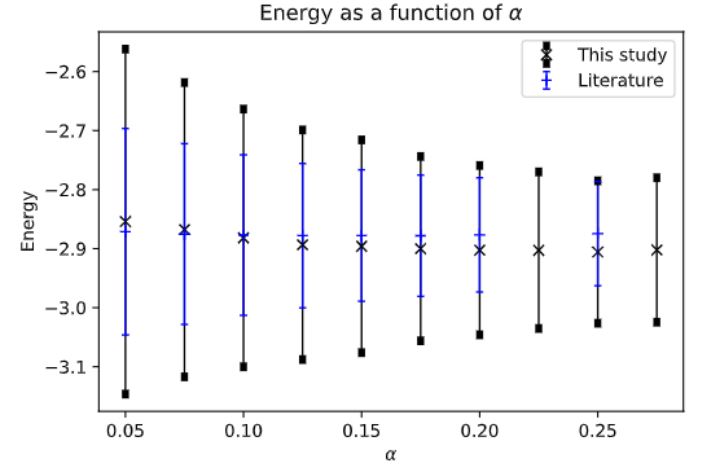 Energy as a function of α
This study
Literature
−2.6
−2.7
−2.8
−2.9
−3.0
−3.1
Energy
0.05 0.10 0.15 0.20 0.25
α